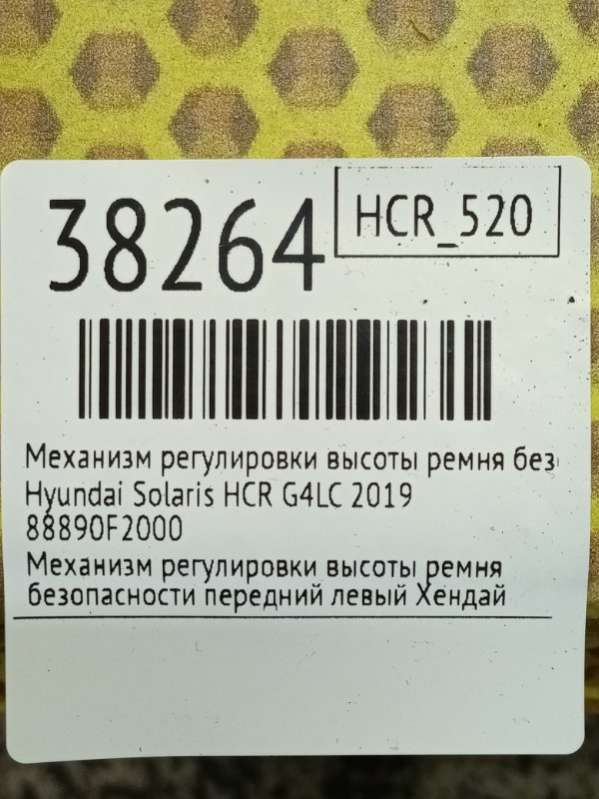 38264
HCR_520
Механизм регулировки высоты ремня без
Hyundai Solaris HCR G4LC 2019
88890F2000
Механизм регулировки высоты ремня
безопасности передний левый Хендай